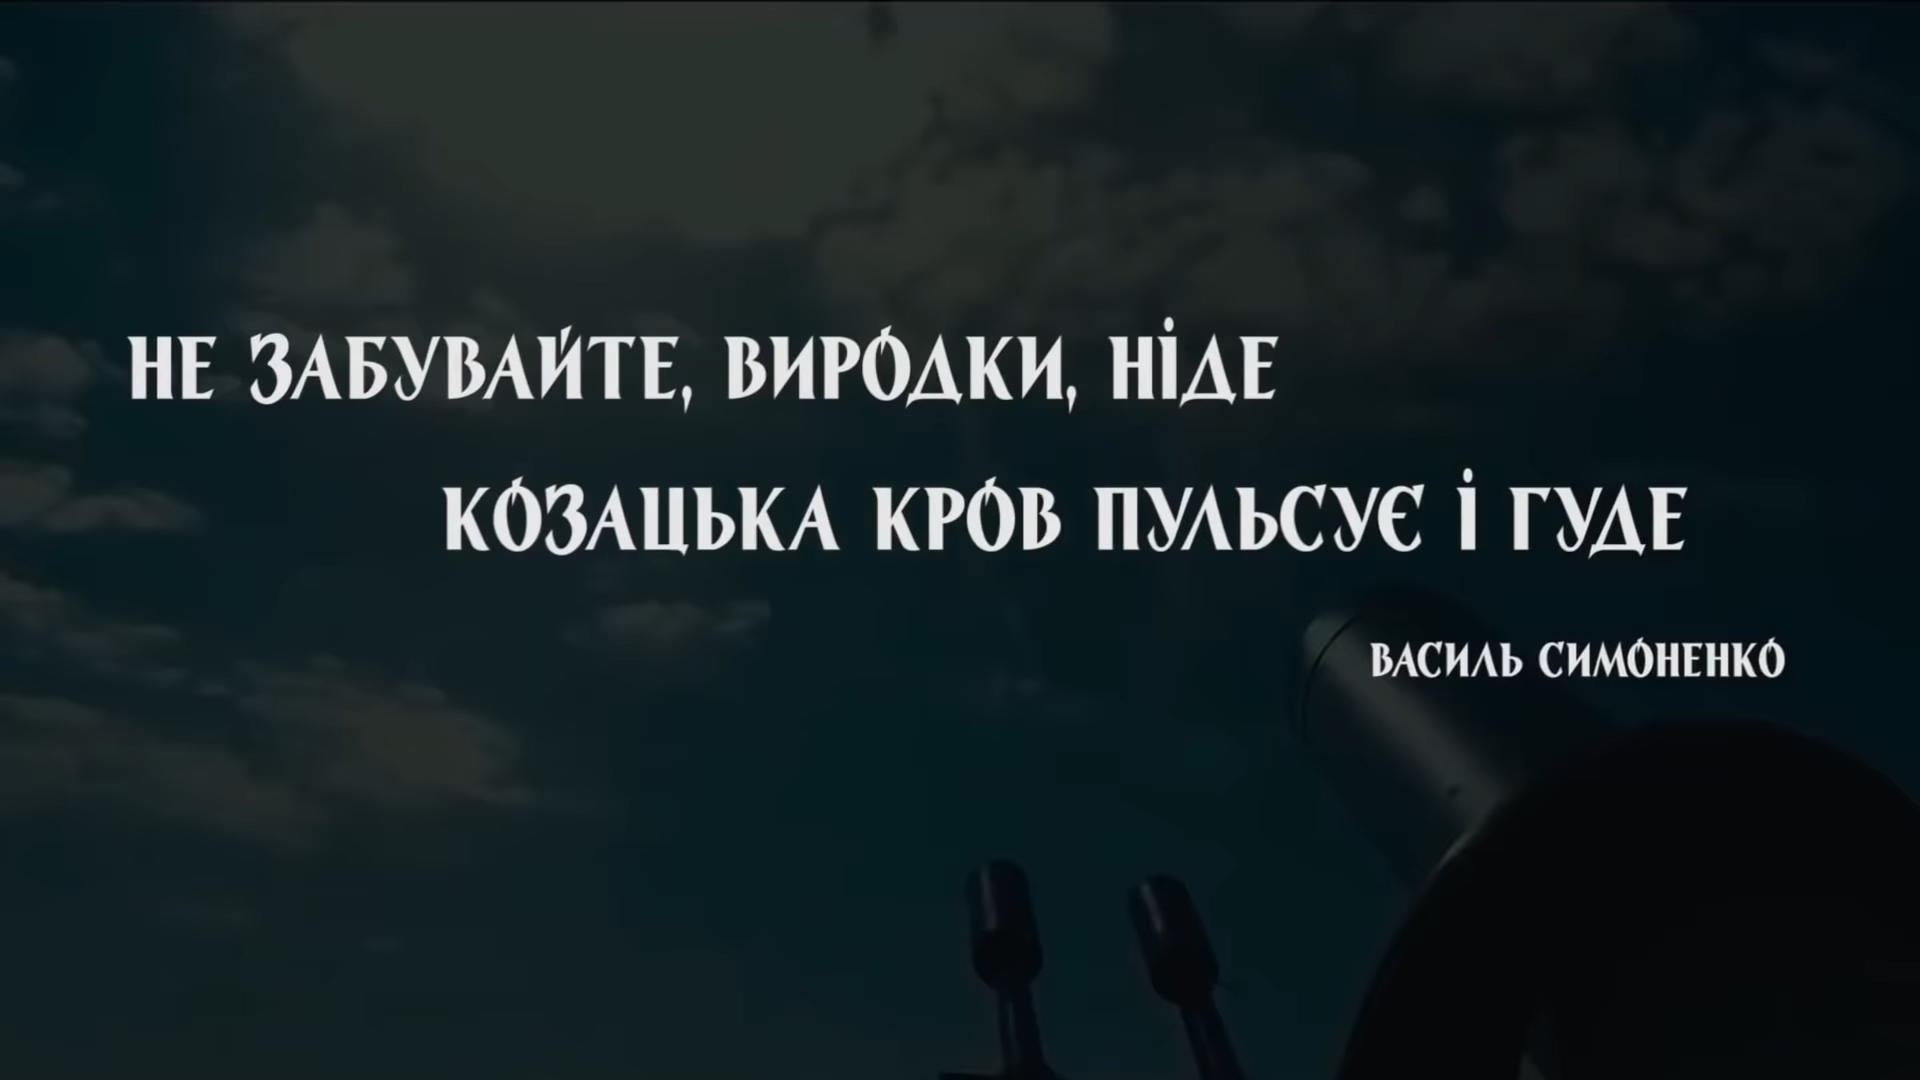 НЕ ЗАБУВАЙТЕ, ВИРОДКИ, НІДЕ
КОЗАЦЬКА КРОВ ПУЛЬСУЄ І ГУДЕ
ВАСИЛЬ СИМОНЕНКО